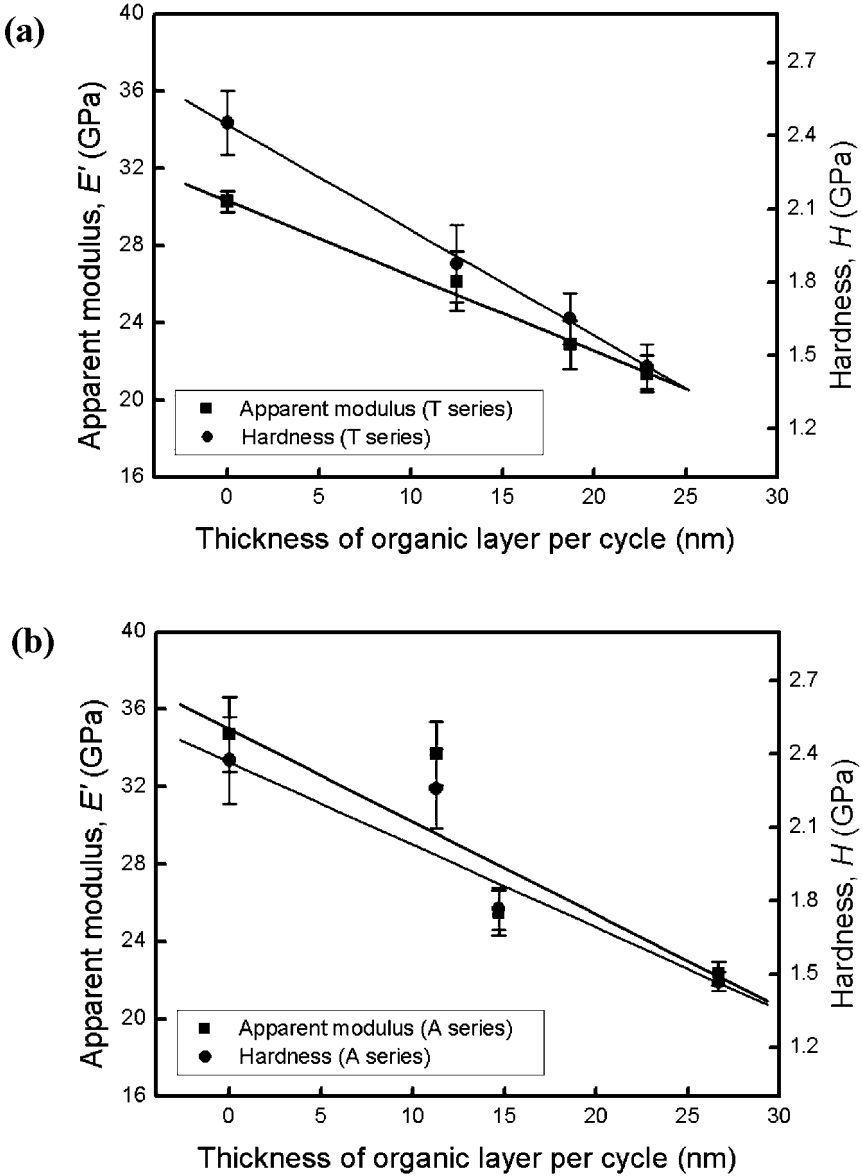 (a)
40
36
32
28
24
20
16
Apparent modulus, E' (GPa)
2.7
2.4
2.1
1.8
1.5
1.2
Hardness, H (GPa)
Apparent modulus (T series)
Hardness (T series)
0 5 10 15 20 25 30
Thickness of organic layer per cycle (nm)
(b)
40
36
32
28
24
20
16
Apparent modulus, E' (GPa)
2.7
2.4
2.1
1.8
1.5
1.2
Hardness, H (GPa)
Apparent modulus (A series)
Hardness (A series)
0 5 10 15 20 25 30
Thickness of organic layer per cycle (nm)